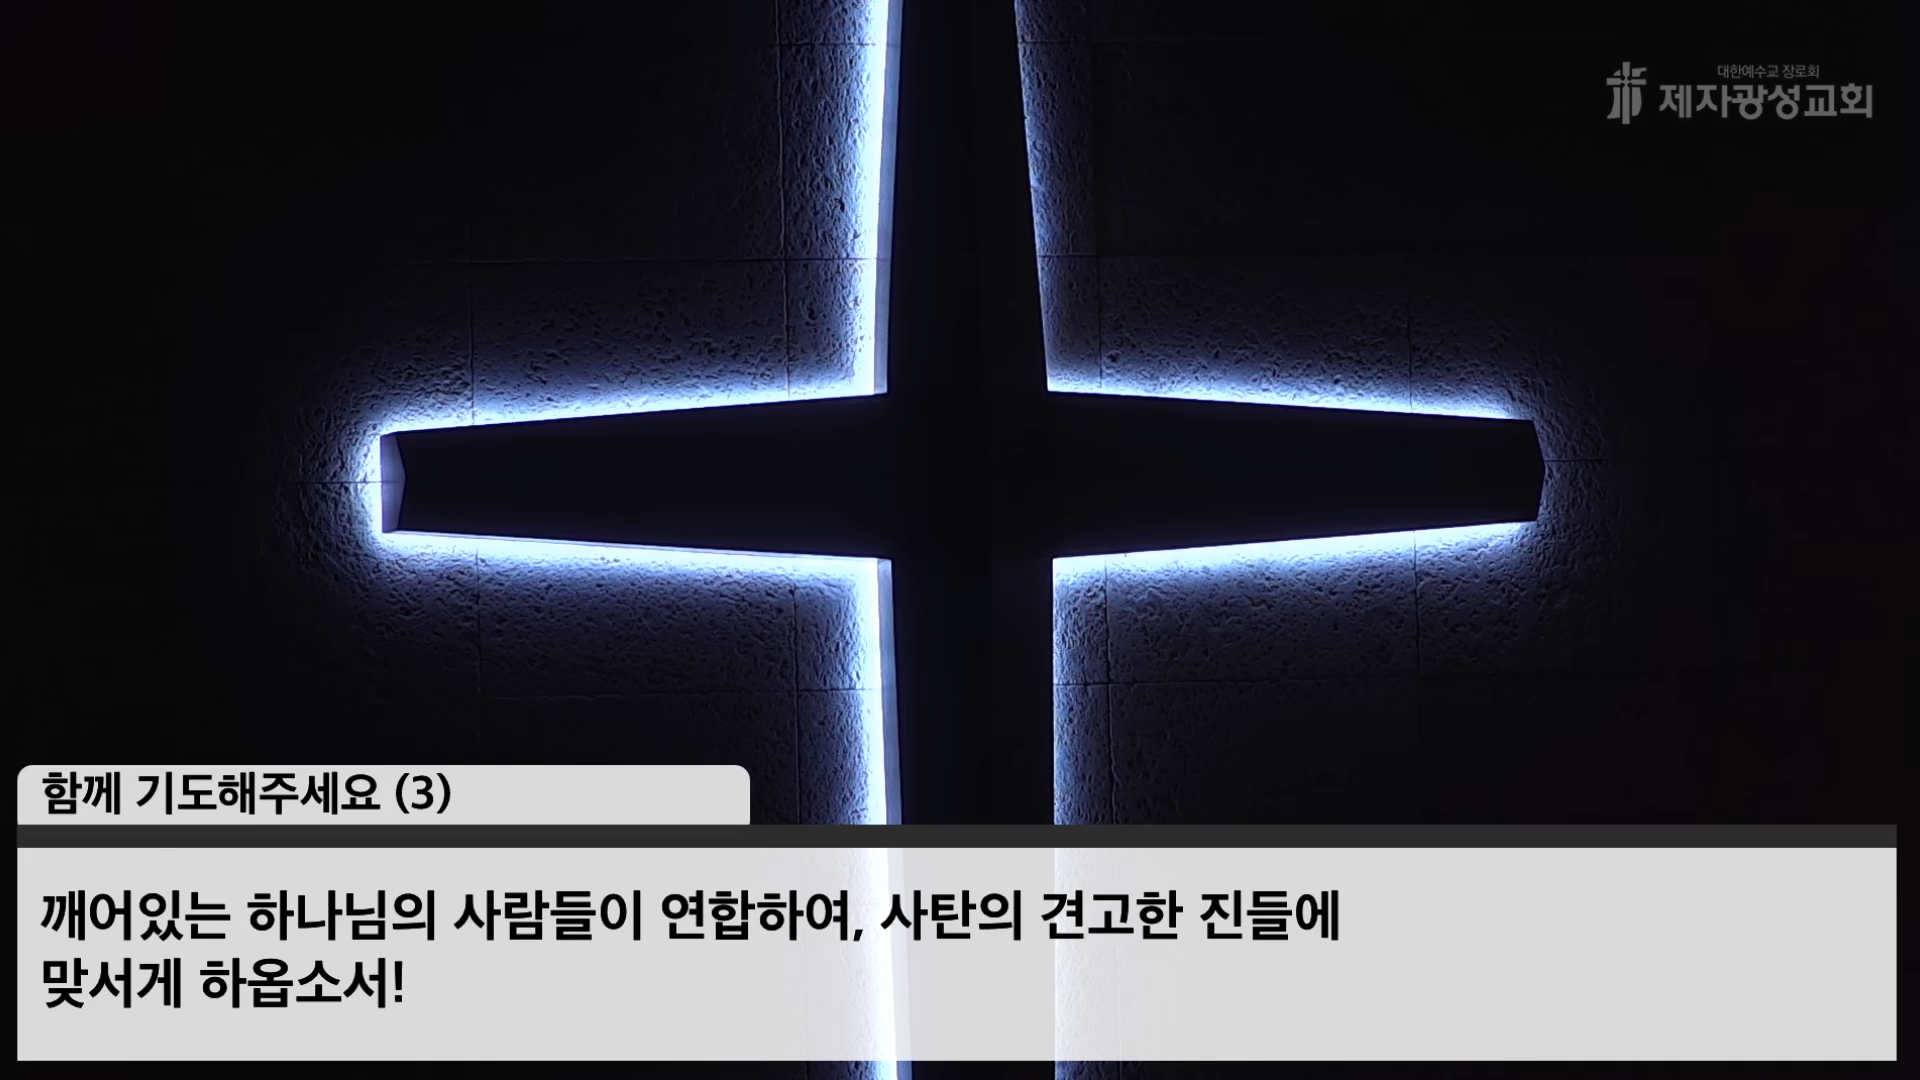 대한예수교 장로회
제자광성교회
함께 기도해주세요 (3)
깨어있는 하나님의 사람들이 연합하여, 사탄의 견고한 진들에
맞서게 하옵소서!